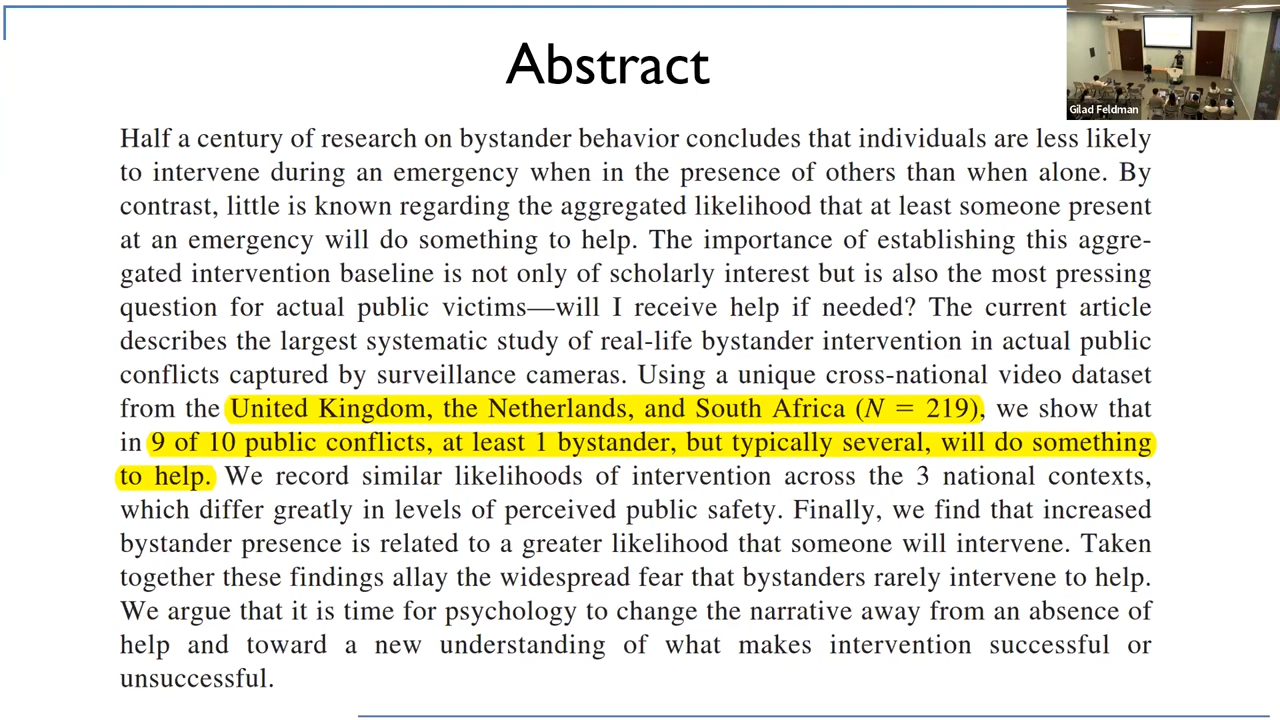 Abstract
Gilad Feldman
Half a century of research on bystander behavior concludes that individuals are less likely
to intervene during an emergency when in the presence of others than when alone. By
contrast, little is known regarding the aggregated likelihood that at least someone present
at an emergency will do something to help. The importance of establishing this aggre-
gated intervention baseline is not only of scholarly interest but is also the most pressing
question for actual public victims—will I receive help if needed? The current article
describes the largest systematic study of real-life bystander intervention in actual public
conflicts captured by surveillance cameras. Using a unique cross-national video dataset
from the United Kingdom, the Netherlands, and South Africa (N = 219), we show that
in 9 of 10 public conflicts, at least 1 bystander, but typically several, will do something
to help. We record similar likelihoods of intervention across the 3 national contexts,
which differ greatly in levels of perceived public safety. Finally, we find that increased
bystander presence is related to a greater likelihood that someone will intervene. Taken
together these findings allay the widespread fear that bystanders rarely intervene to help.
We argue that it is time for psychology to change the narrative away from an absence of
help and toward a new understanding of what makes intervention successful or
unsuccessful.